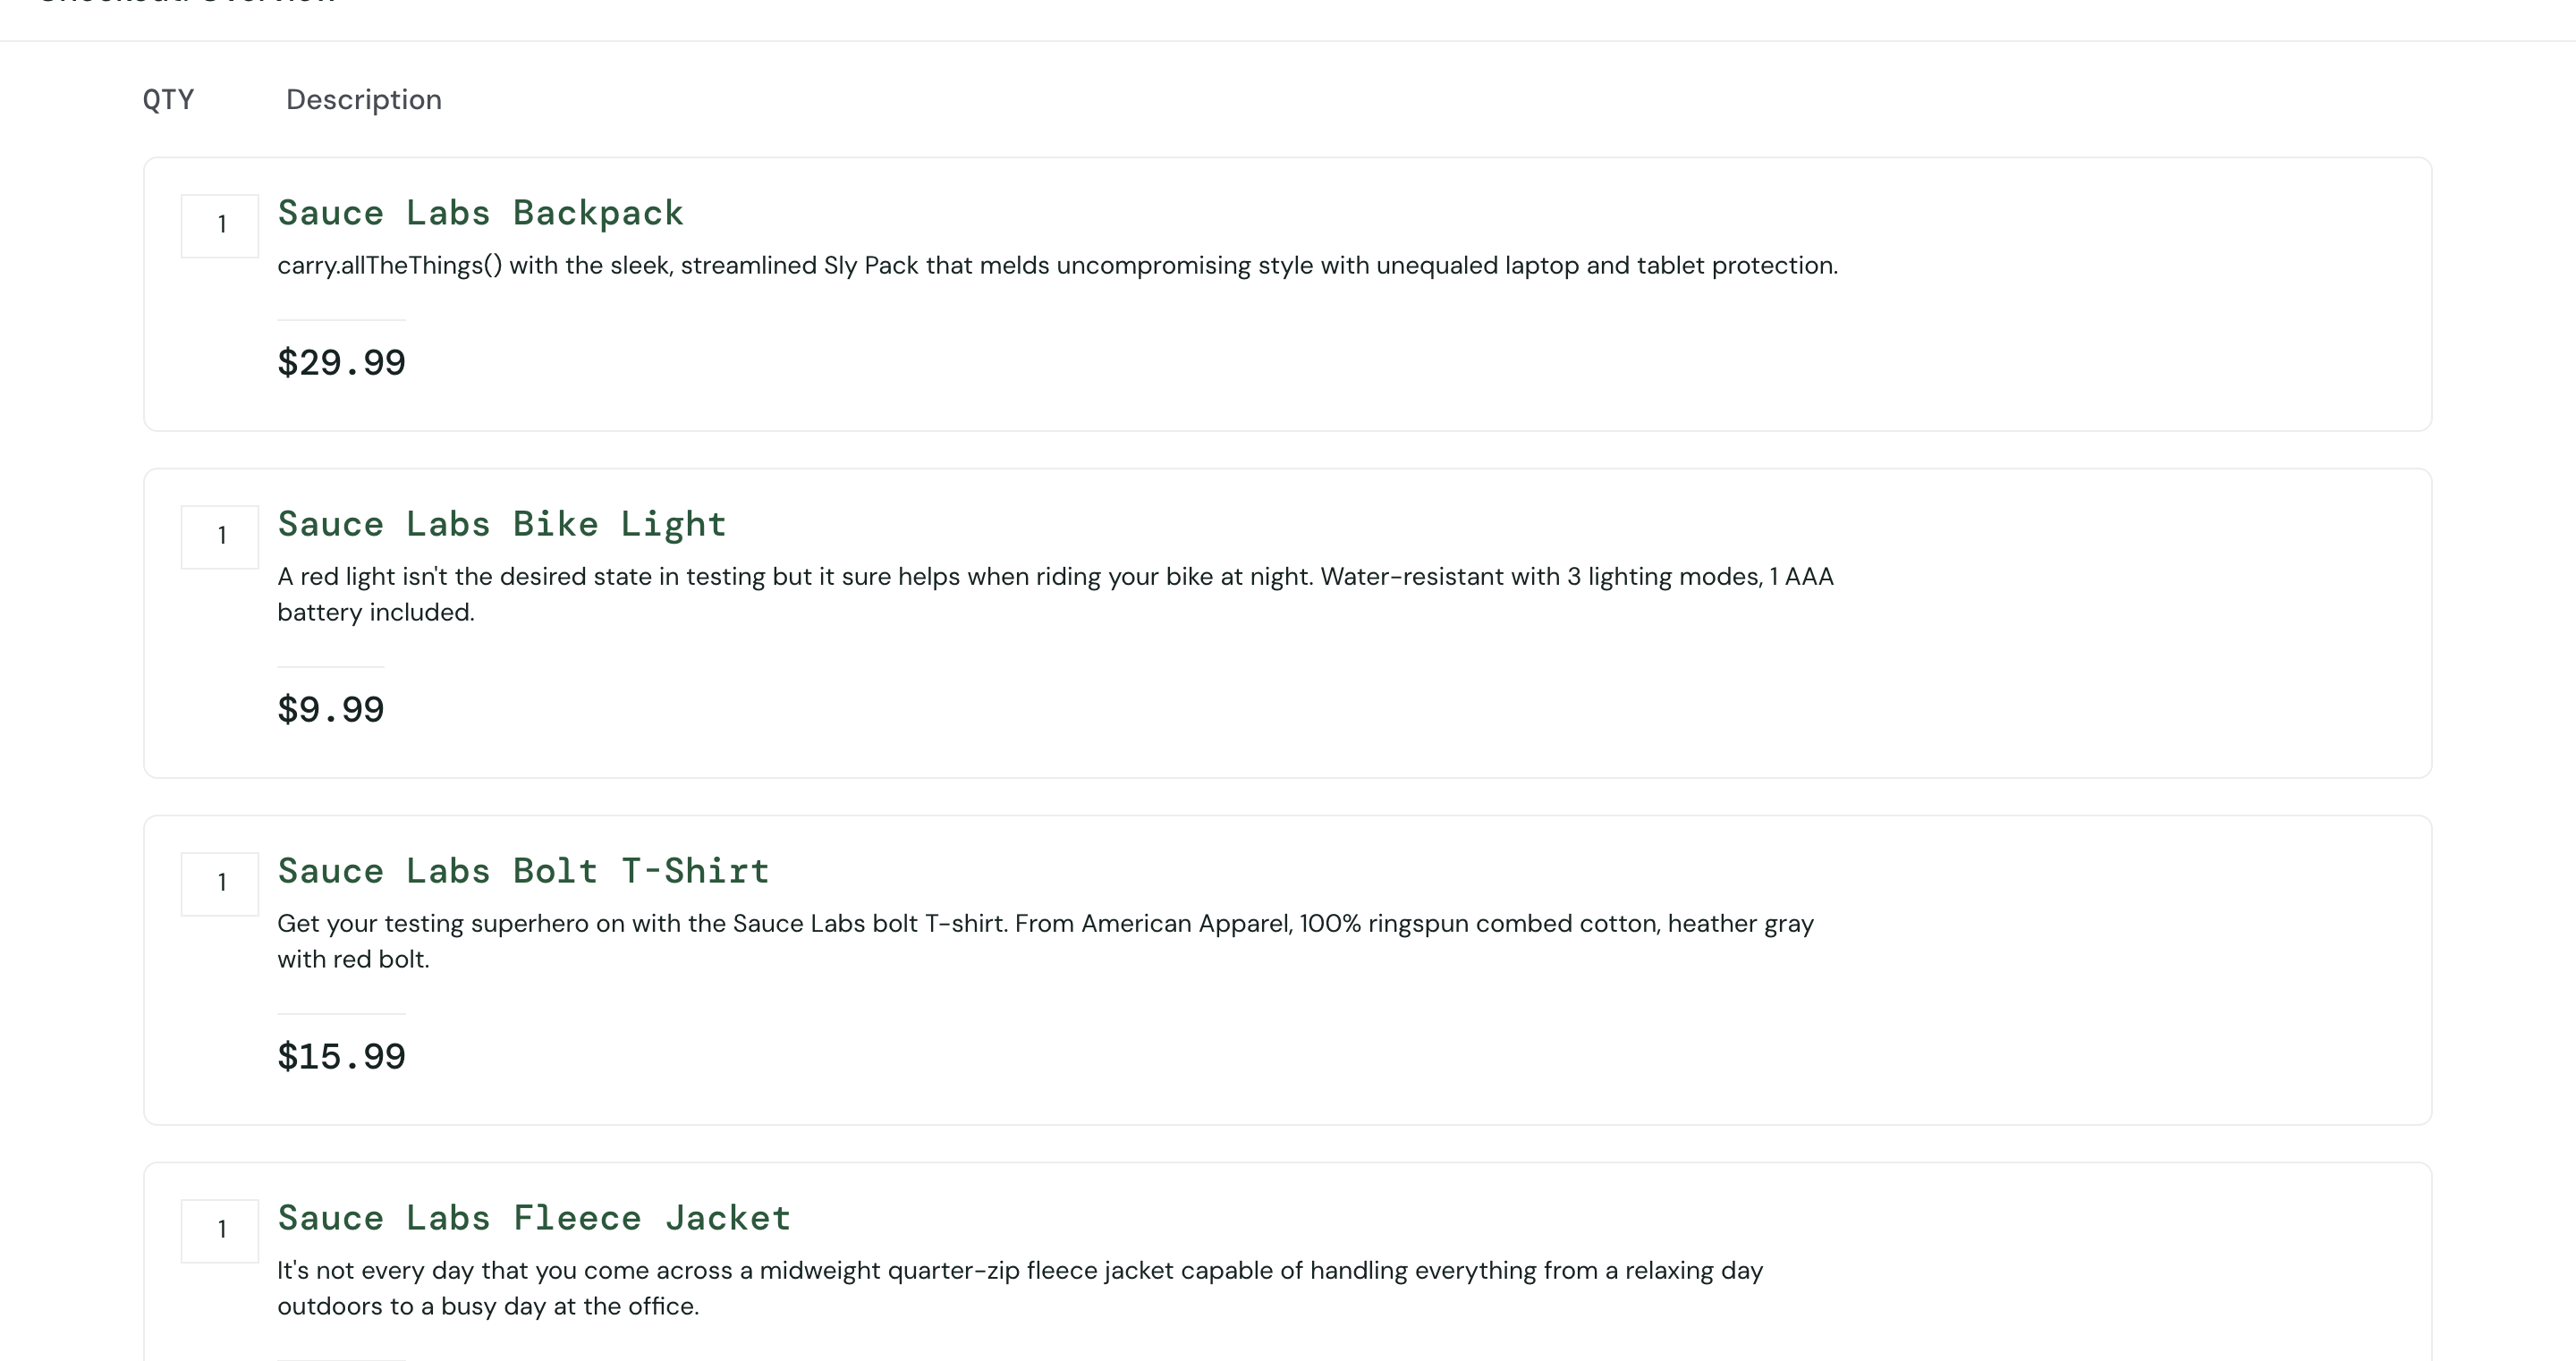 QTY Description
1 Sauce Labs Backpack
carry.allTheThings() with the sleek, streamlined Sly Pack that melds uncompromising style with unequaled laptop and tablet protection.
$29.99
1 Sauce Labs Bike Light
A red light isn't the desired state in testing but it sure helps when riding your bike at night. Water-resistant with 3 lighting modes, 1 AAA
battery included.
$9.99
1 Sauce Labs Bolt T-Shirt
Get your testing superhero on with the Sauce Labs bolt T-shirt. From American Apparel, 100% ringspun combed cotton, heather gray
with red bolt.
$15.99
1 Sauce Labs Fleece Jacket
It's not every day that you come across a midweight quarter-zip fleece jacket capable of handling everything from a relaxing day
outdoors to a busy day at the office.